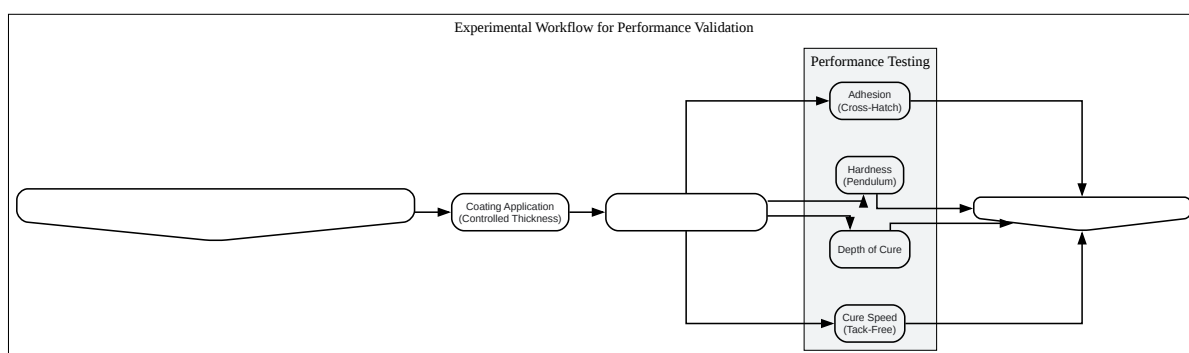 Experimental Workflow for Performance Validation
Performance Testing
Adhesion
(Cross-Hatch)
Hardness
(Pendulum)
Coating Application
(Controlled Thickness)
Depth of Cure
Cure Speed
(Tack-Free)